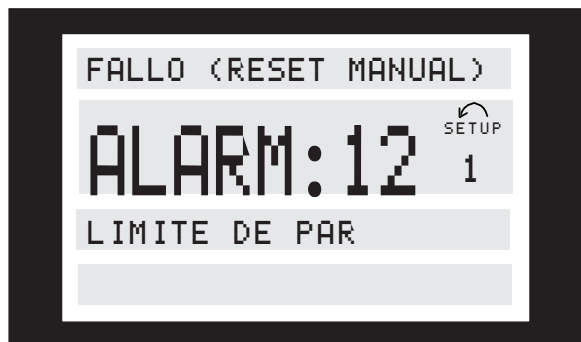 FALLO (RESET MANUAL)
ALARM:12
SETUP
1
LIMITE DE PAR